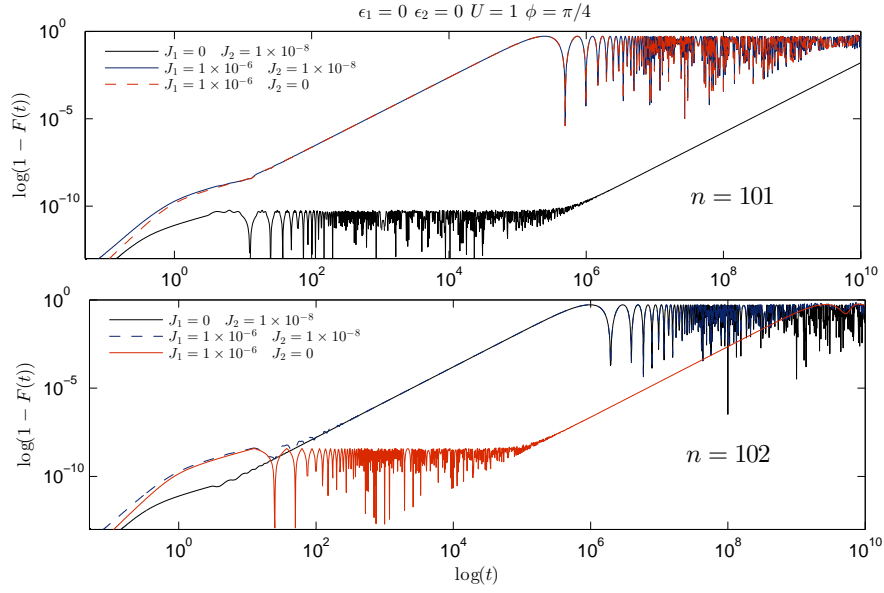 ϵ₁ = 0 ϵ₂ = 0 U = 1 ϕ = π/4
10⁰
10⁻⁵
10⁻¹⁰
log(1 − F(t))
J₁ = 0 J₂ = 1 × 10⁻⁸
J₁ = 1 × 10⁻⁶ J₂ = 1 × 10⁻⁸
J₁ = 1 × 10⁻⁶ J₂ = 0
n = 101
10⁰ 10² 10⁴ 10⁶ 10⁸ 10¹⁰
10⁰
10⁻⁵
10⁻¹⁰
log(1 − F(t))
J₁ = 0 J₂ = 1 × 10⁻⁸
J₁ = 1 × 10⁻⁶ J₂ = 1 × 10⁻⁸
J₁ = 1 × 10⁻⁶ J₂ = 0
n = 102
10⁰ 10² 10⁴ 10⁶ 10⁸ 10¹⁰
log(t)